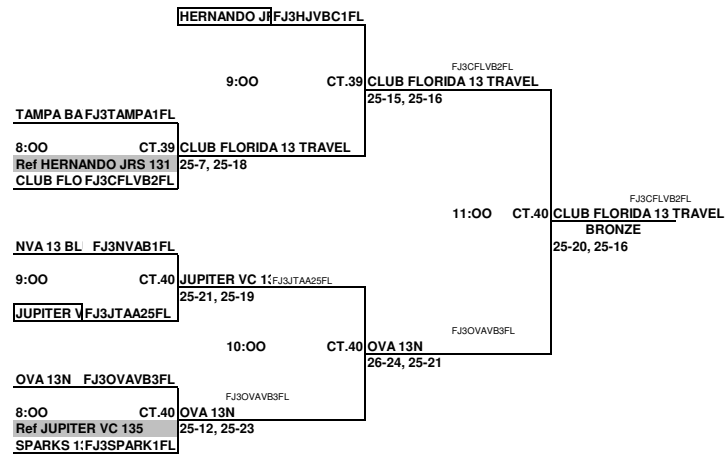 HERNANDO JR FJ3HJVBC1FL
FJ3CFLVB2FL
9:OO CT.39 CLUB FLORIDA 13 TRAVEL
25-15, 25-16
TAMPA BA FJ3TAMPA1FL
8:OO CT.39 CLUB FLORIDA 13 TRAVEL
Ref HERNANDO JRS 131 25-7, 25-18
CLUB FLO FJ3CFLVB2FL
FJ3CFLVB2FL
11:OO CT.40 CLUB FLORIDA 13 TRAVEL
BRONZE
NVA 13 BL FJ3NVAB1FL
25-20, 25-16
9:OO CT.40 JUPITER VC 13 FJ3JTAA25FL
25-21, 25-19
JUPITER V FJ3JTAA25FL
FJ3OVAVB3FL
10:OO CT.40 OVA 13N
26-24, 25-21
OVA 13N FJ3OVAVB3FL
FJ3OVAVB3FL
8:OO CT.40 OVA 13N
Ref JUPITER VC 135 25-12, 25-23
SPARKS 1 FJ3SPARK1FL